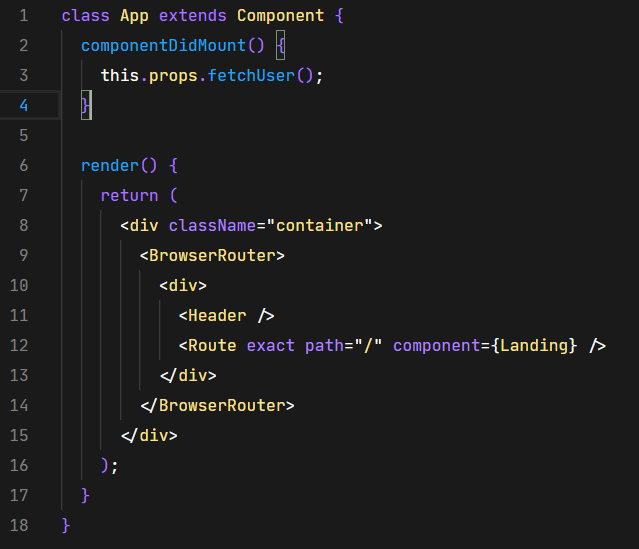 1 class App extends Component {
2 componentDidMount() {
3 this.props.fetchUser();
4 }
5
6 render() {
7 return (
8 <div className="container">
9 <BrowserRouter>
10 <div>
11 <Header />
12 <Route exact path="/" component={Landing} />
13 </div>
14 </BrowserRouter>
15 </div>
16 );
17 }
18 }